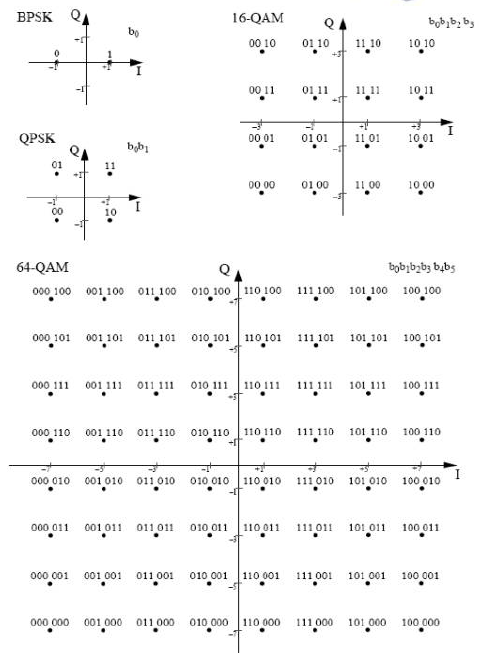 BPSK
Q
b0
+1
0 1
−1 +1 I
−1
QPSK
Q
b0b1
01 11
+1
−1 +1 I
00 10
−1
16-QAM
Q
b0b1b2 b3
00 10 01 10 11 10 10 10
+3
00 11 01 11 11 11 10 11
+1
−3 −1 +1 +3 I
00 01 01 01 11 01 10 01
−1
00 00 01 00 11 00 10 00
−3
64-QAM
Q
b0b1b2b3 b4b5
000 100 001 100 011 100 010 100 110 100 111 100 101 100 100 100
+7
000 101 001 101 011 101 010 101 110 101 111 101 101 101 100 101
+5
000 111 001 111 011 111 010 111 110 111 111 111 101 111 100 111
+3
000 110 001 110 011 110 010 110 110 110 111 110 101 110 100 110
+1
−7 −5 −3 −1 +1 +3 +5 +7 I
000 010 001 010 011 010 010 010 110 010 111 010 101 010 100 010
−1
000 011 001 011 011 011 010 011 110 011 111 011 101 011 100 011
−3
000 001 001 001 011 001 010 001 110 001 111 001 101 001 100 001
−5
000 000 001 000 011 000 010 000 110 000 111 000 101 000 100 000
−7